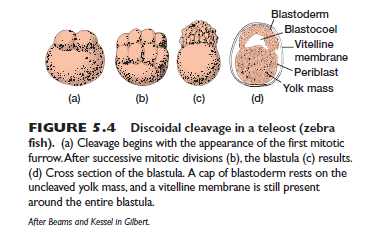 Blastoderm
Blastocoel
Vitelline
membrane
Periblast
Yolk mass
(a) (b) (c) (d)
FIGURE 5.4 Discoidal cleavage in a teleost (zebra
fish). (a) Cleavage begins with the appearance of the first mitotic
furrow. After successive mitotic divisions (b), the blastula (c) results.
(d) Cross section of the blastula. A cap of blastoderm rests on the
uncleaved yolk mass, and a vitelline membrane is still present
around the entire blastula.
After Beams and Kessel in Gilbert.